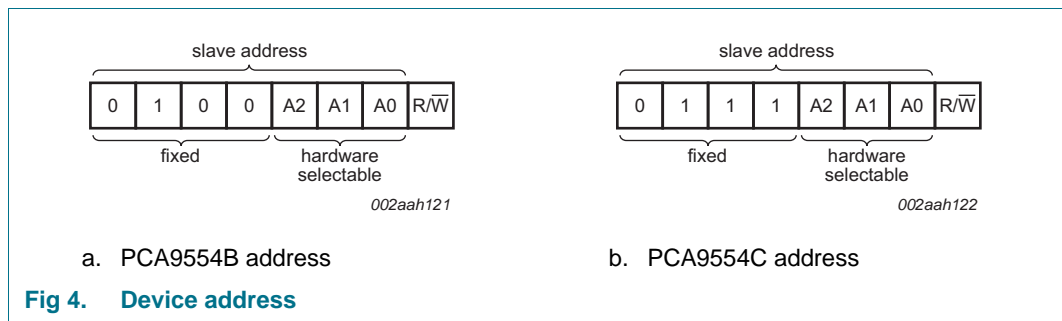 slave address
0 1 0 0 A2 A1 A0 R/W̅
fixed
hardware
selectable
002aah121
a. PCA9554B address
slave address
0 1 1 1 A2 A1 A0 R/W̅
fixed
hardware
selectable
002aah122
b. PCA9554C address
Fig 4. Device address